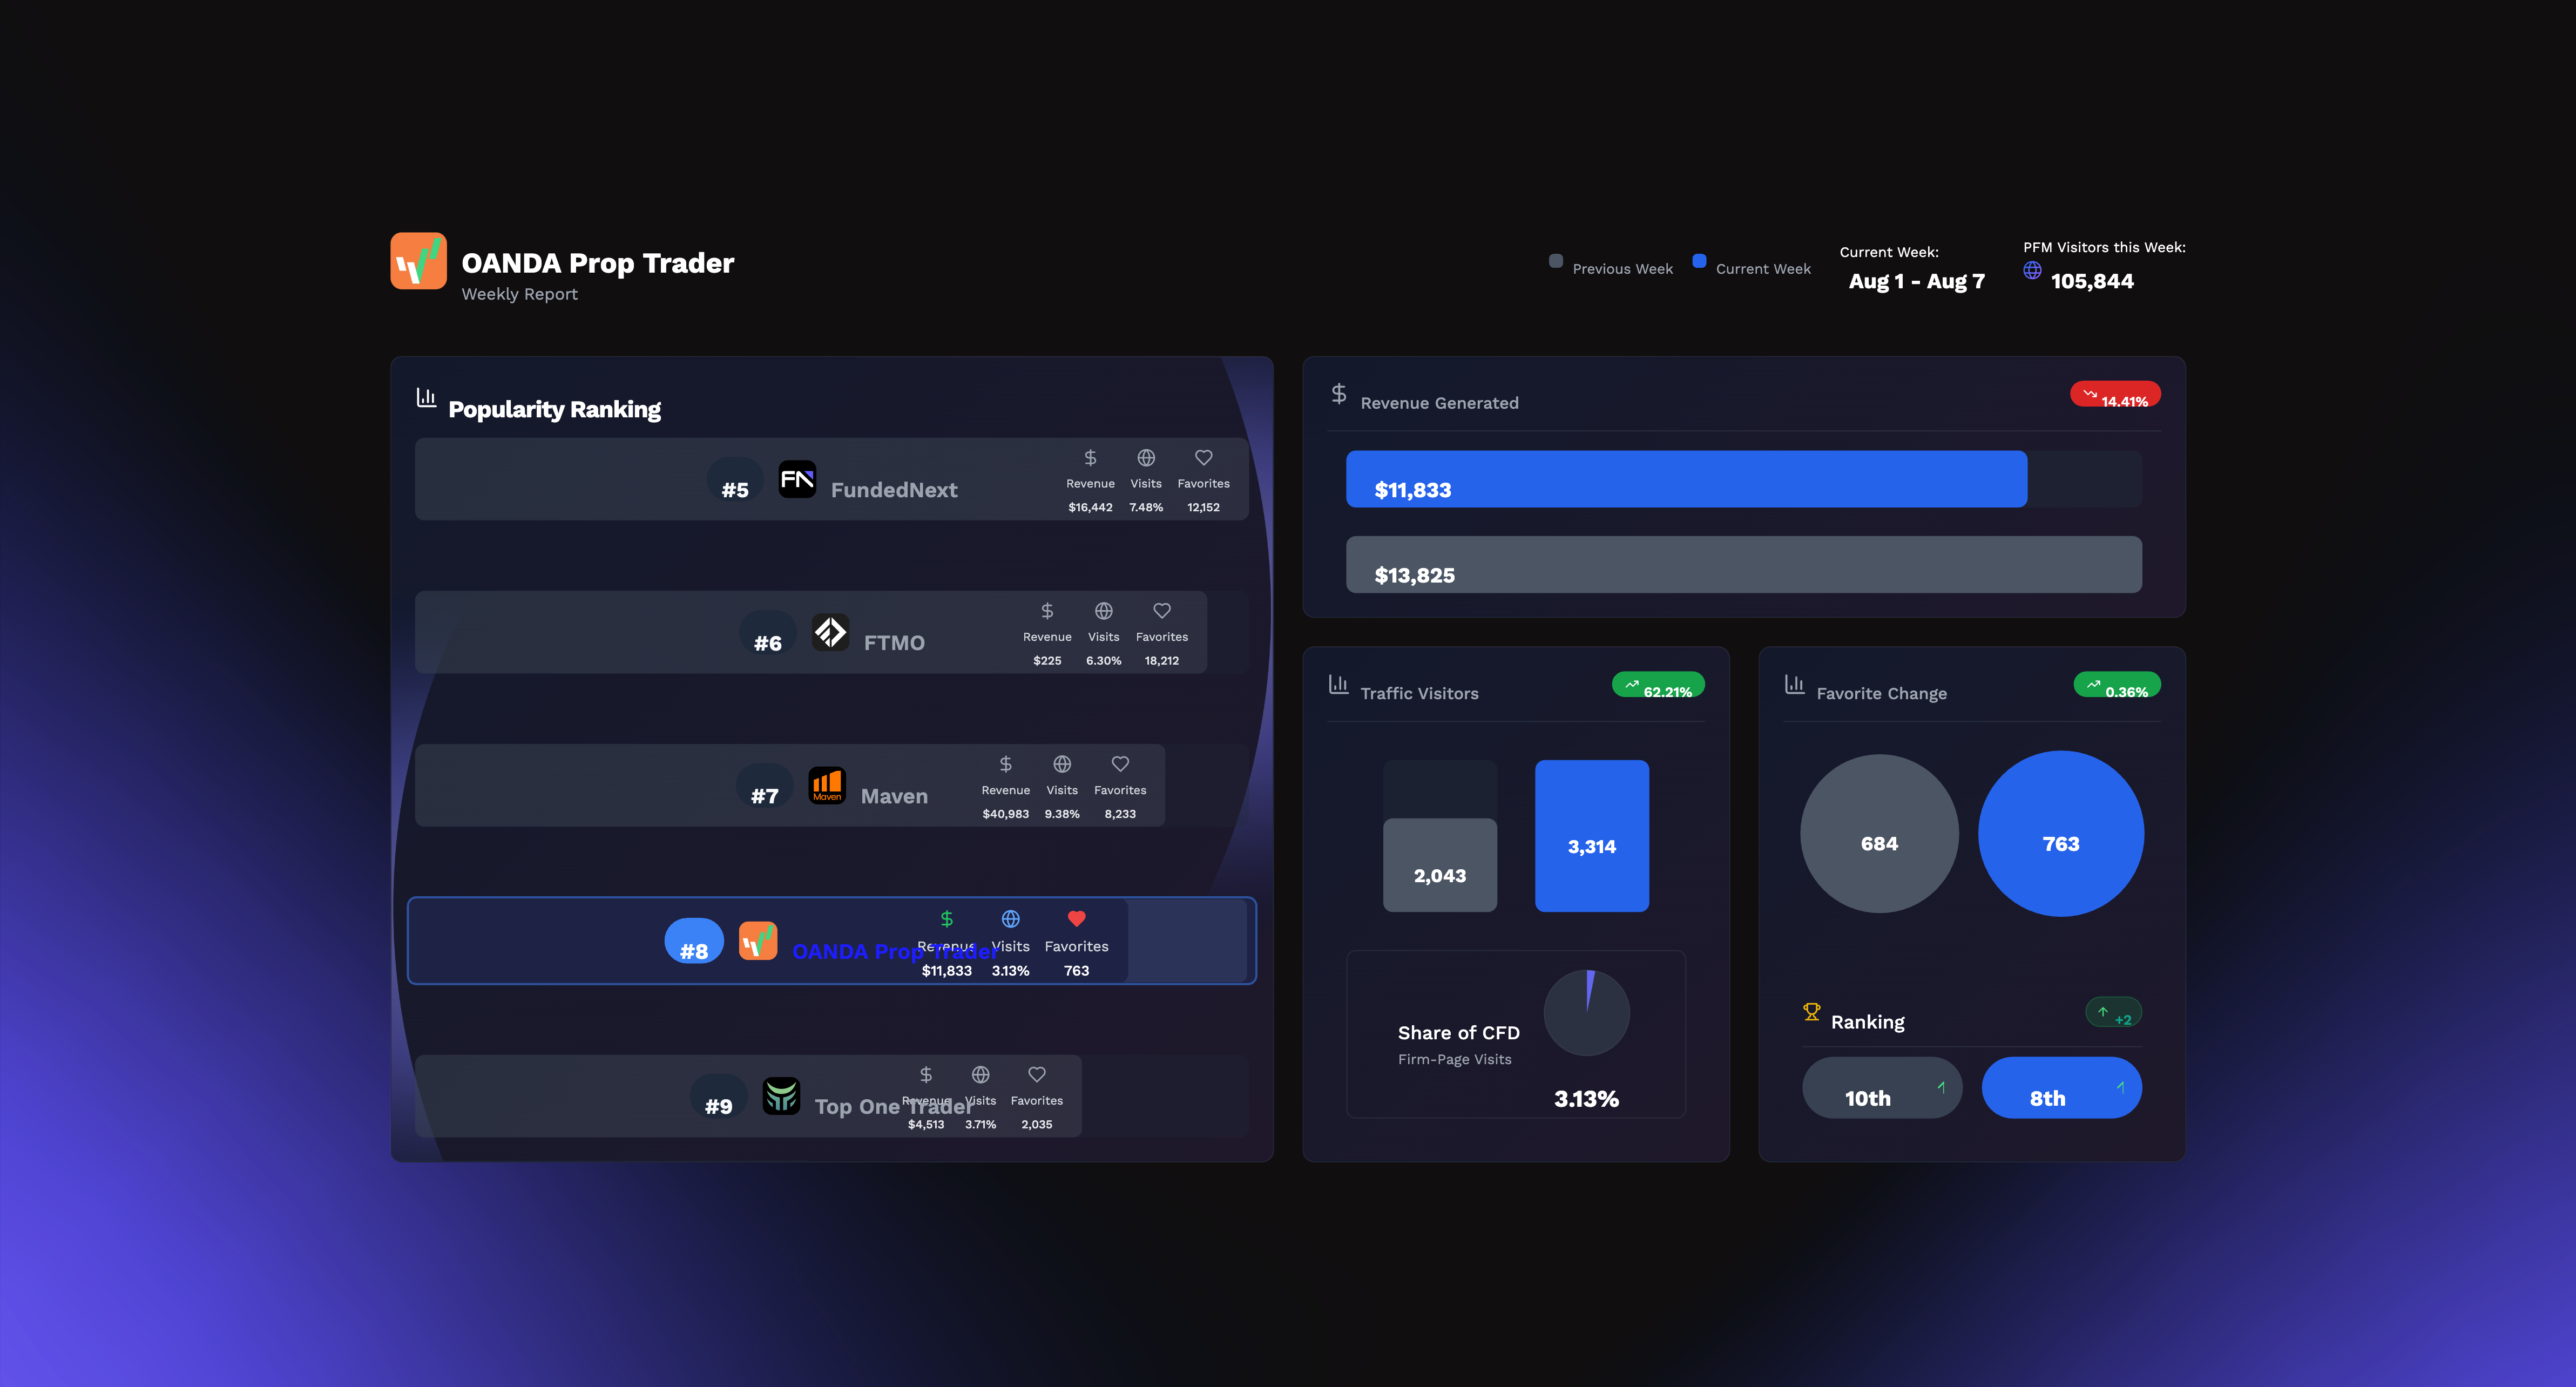 OANDA Prop Trader
Weekly Report
Previous Week
Current Week
Current Week:
Aug 1 - Aug 7
PFM Visitors this Week:
105,844
Popularity Ranking
#5
FN
FundedNext
Revenue Visits Favorites
$16,442 7.48% 12,152
#6
FTMO
Revenue Visits Favorites
$225 6.30% 18,212
#7
Maven
Maven
Revenue Visits Favorites
$40,983 9.38% 8,233
#8
OANDA Prop Trader
Revenue Visits Favorites
$11,833 3.13% 763
#9
Top One Trader
Revenue Visits Favorites
$4,513 3.71% 2,035
Revenue Generated
14.41%
$11,833
$13,825
Traffic Visitors
62.21%
2,043
3,314
Share of CFD
Firm-Page Visits
3.13%
Favorite Change
0.36%
684
763
Ranking
+2
10th
8th